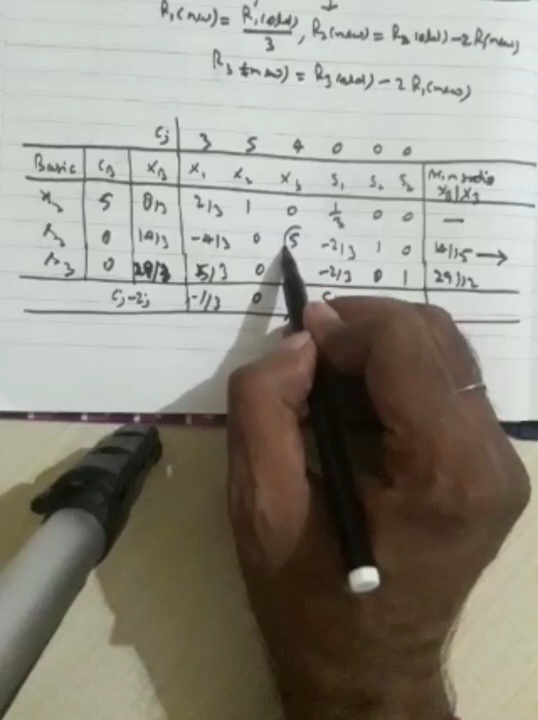 R₁(new) = R₁(old)/3, R₂(new) = R₂(old) - 2R₁(new)
R₃(new) = R₃(old) - 2R₁(new)
Cj 3 5 4 0 0 0
Basic CB XB X₁ X₂ X₃ S₁ S₂ S₃ Min ratio XB/X₃
X₂ 5 8/3 2/3 1 0 1/3 0 0 —
S₂ 0 14/3 -4/3 0 5 -2/3 1 0 14/15 →
S₃ 0 29/3 5/3 0 -2/3 0 1 29/12
Cj-Zj -1/3 0